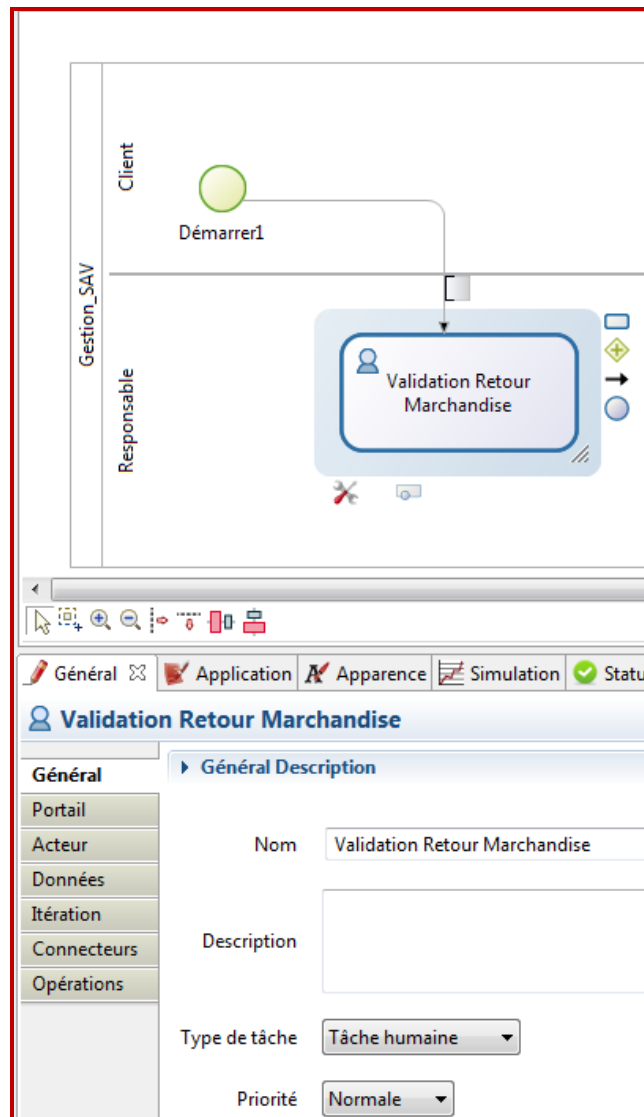 Client
Démarrer1
Gestion_SAV
Responsable
Validation Retour
Marchandise
Général
Application
Apparence
Simulation
Statu
Validation Retour Marchandise
Général
Général Description
Portail
Acteur
Nom
Validation Retour Marchandise
Données
Itération
Connecteurs
Description
Opérations
Type de tâche
Tâche humaine
Priorité
Normale